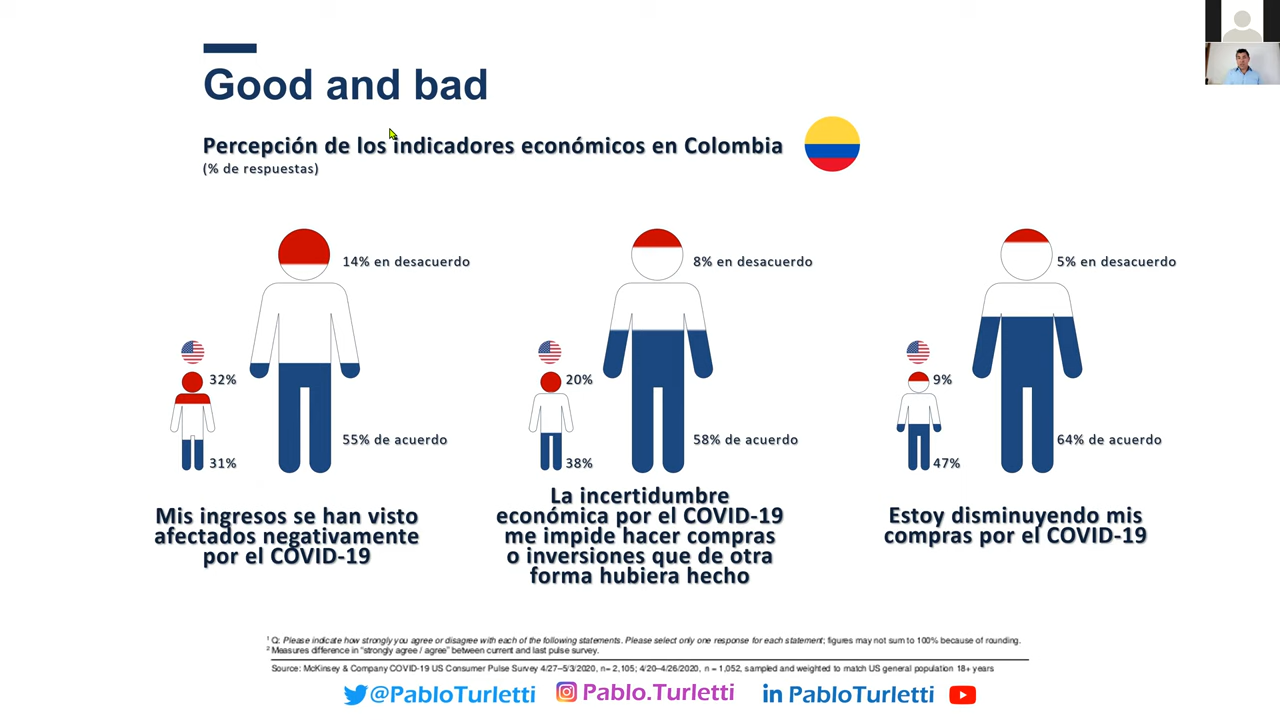 Good and bad
Percepción de los indicadores económicos en Colombia
(% de respuestas)
14% en desacuerdo
32%
31%
55% de acuerdo
Mis ingresos se han visto
afectados negativamente
por el COVID-19
8% en desacuerdo
20%
38%
58% de acuerdo
La incertidumbre
económica por el COVID-19
me impide hacer compras
o inversiones que de otra
forma hubiera hecho
5% en desacuerdo
9%
47%
64% de acuerdo
Estoy disminuyendo mis
compras por el COVID-19
1 Q: Please indicate how strongly you agree or disagree with each of the following statements. Please select only one response for each statement; figures may not sum to 100% because of rounding.
2 Measures difference in “strongly agree / agree” between current and last pulse survey.
Source: McKinsey & Company COVID-19 US Consumer Pulse Survey 4/27–5/3/2020, n= 2,105; 4/20–4/26/2020, n = 1,052, sampled and weighted to match US general population 18+ years
@PabloTurletti Pablo.Turletti in PabloTurletti